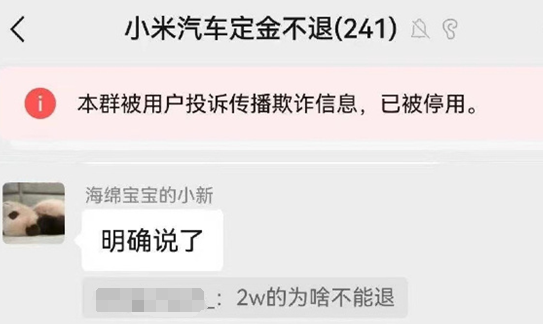 小米汽车定金不退(241)
本群被用户投诉传播欺诈信息，已被停用。
海绵宝宝的小新
明确说了
：2w的为啥不能退